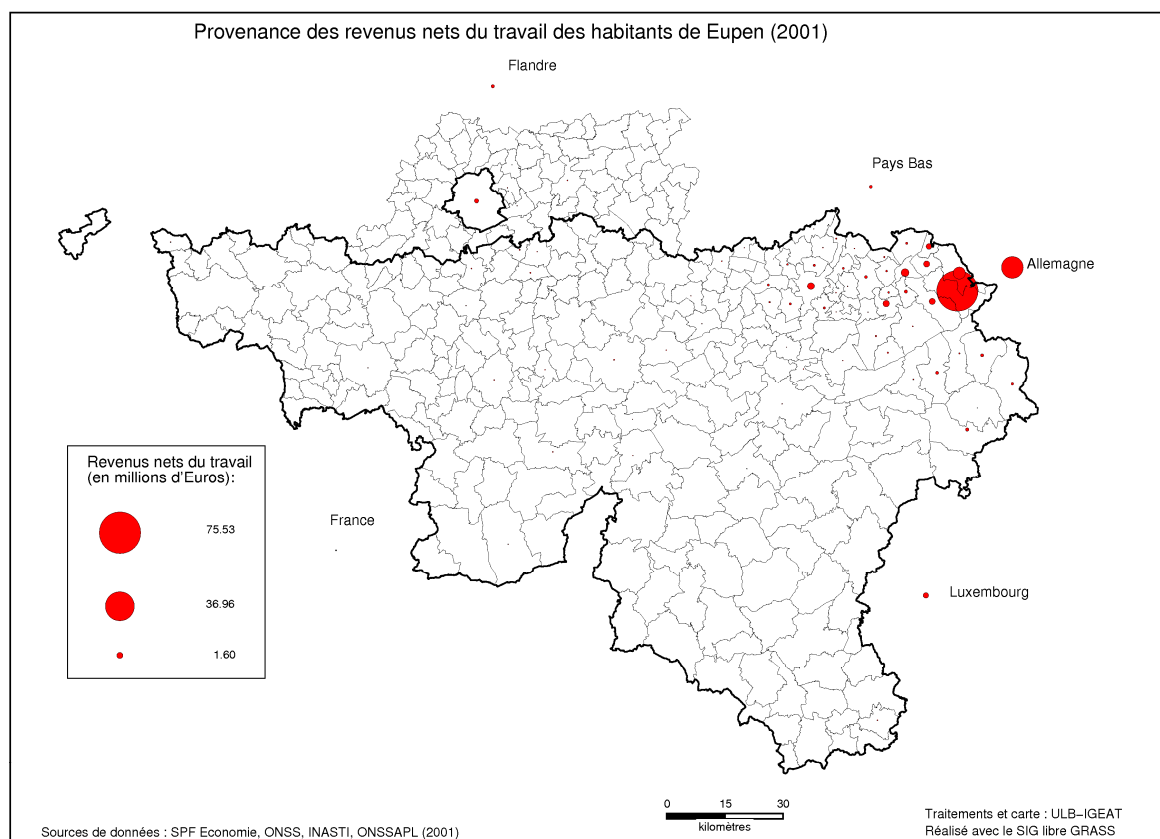 Provenance des revenus nets du travail des habitants de Eupen (2001)
Flandre
Pays Bas
Allemagne
Revenus nets du travail
(en millions d'Euros):
75.53
36.96
1.60
France
Luxembourg
0 15 30
kilomètres
Sources de données : SPF Economie, ONSS, INASTI, ONSSAPL (2001)
Traitements et carte : ULB-IGEAT
Réalisé avec le SIG libre GRASS